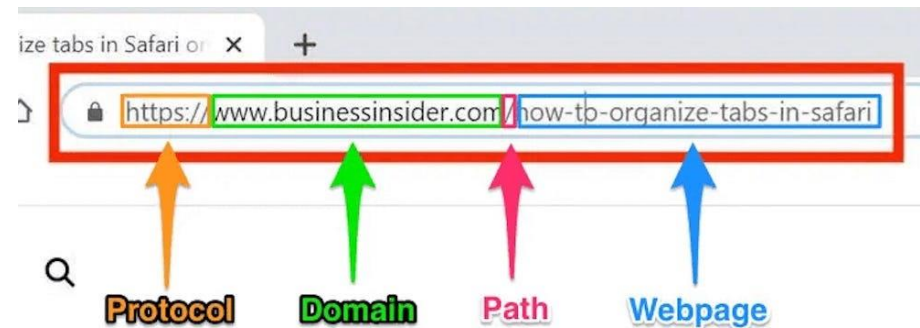 ize tabs in Safari or
https://www.businessinsider.com/how-to-organize-tabs-in-safari
Protocol Domain Path Webpage